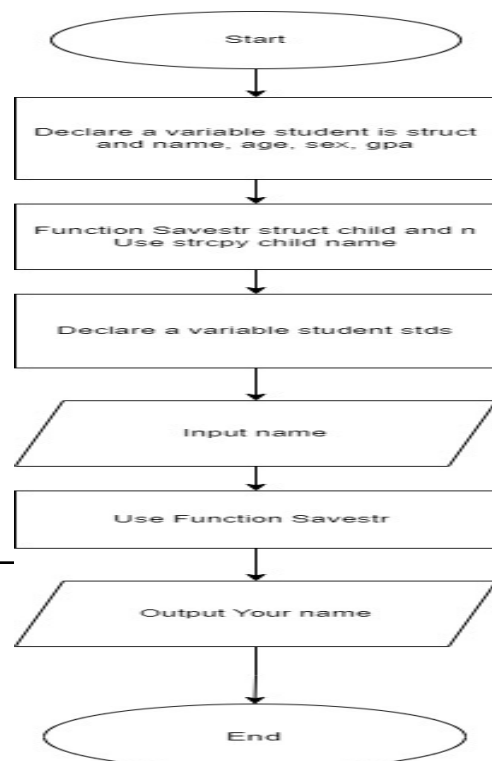 Start
Declare a variable student is struct
and name, age, sex, gpa
Function Savestr struct child and n
Use strcpy child name
Declare a variable student stds
Input name
Use Function Savestr
Output Your name
End